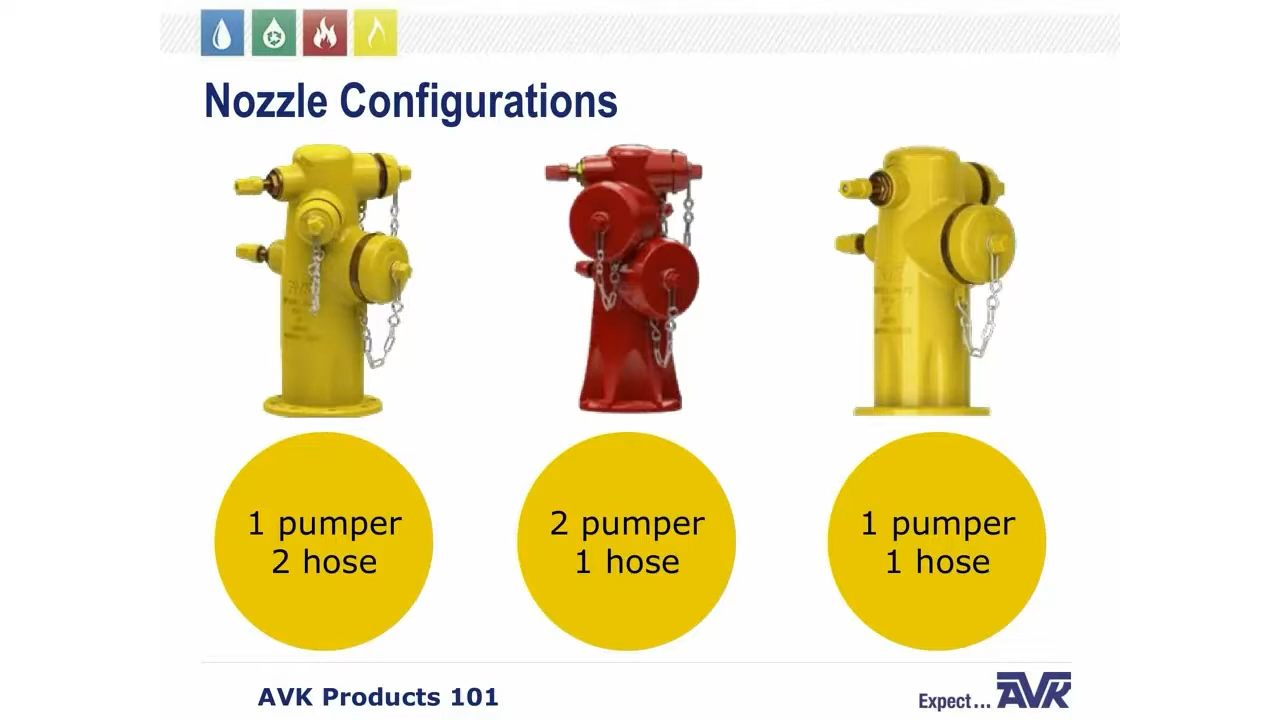 Nozzle Configurations
1 pumper
2 hose
2 pumper
1 hose
1 pumper
1 hose
AVK Products 101
Expect... AVK